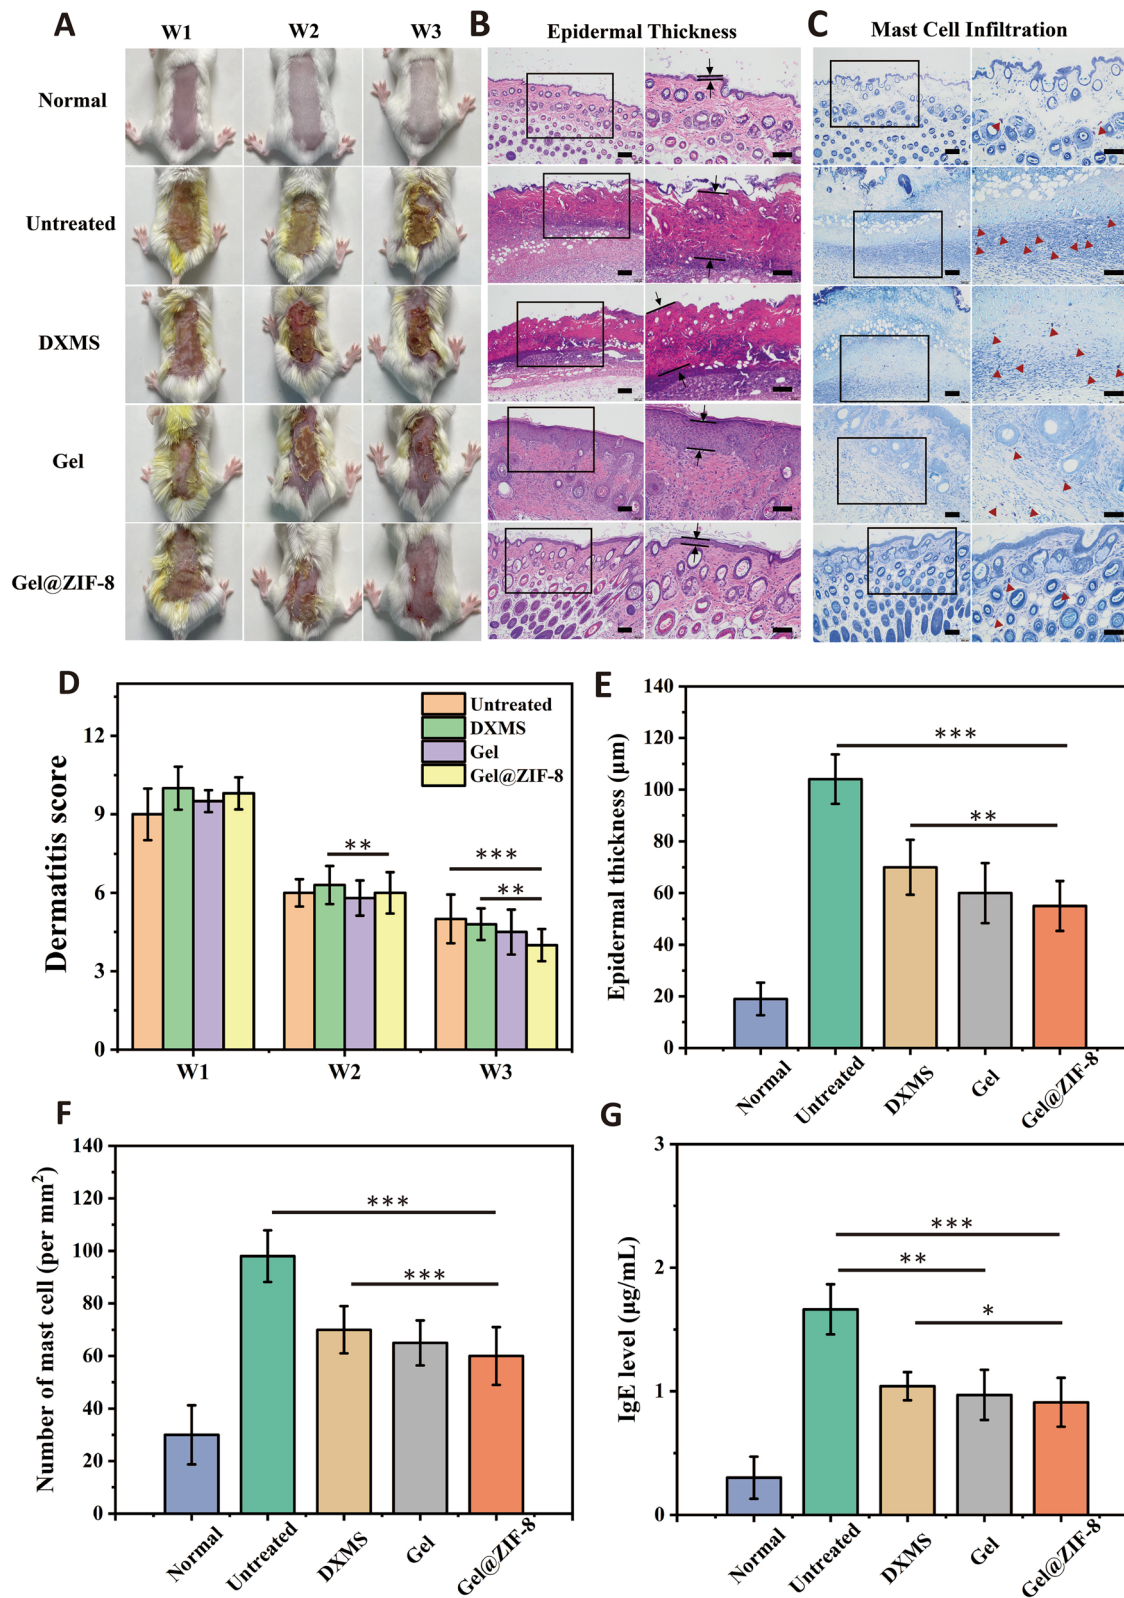 A W1 W2 W3 B Epidermal Thickness C Mast Cell Infiltration
Normal
Untreated
DXMS
Gel
Gel@ZIF-8
D
Dermatitis score
12
9
6
3
0
Untreated
DXMS
Gel
Gel@ZIF-8
**
***
**
W1 W2 W3
E
Epidermal thickness (μm)
140
120
100
80
60
40
20
0
***
**
Normal Untreated DXMS Gel Gel@ZIF-8
F
Number of mast cell (per mm²)
140
120
100
80
60
40
20
0
***
***
Normal Untreated DXMS Gel Gel@ZIF-8
G
IgE level (μg/mL)
3
2
1
0
***
**
*
Normal Untreated DXMS Gel Gel@ZIF-8